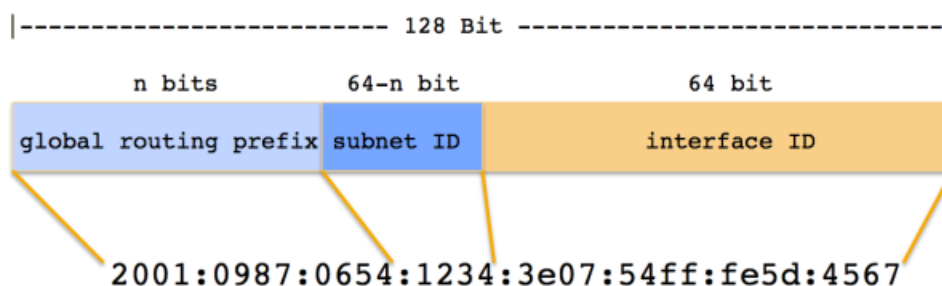 |----------------------- 128 Bit ---------------------------
n bits 64-n bit 64 bit
global routing prefix subnet ID interface ID
2001:0987:0654:1234:3e07:54ff:fe5d:4567